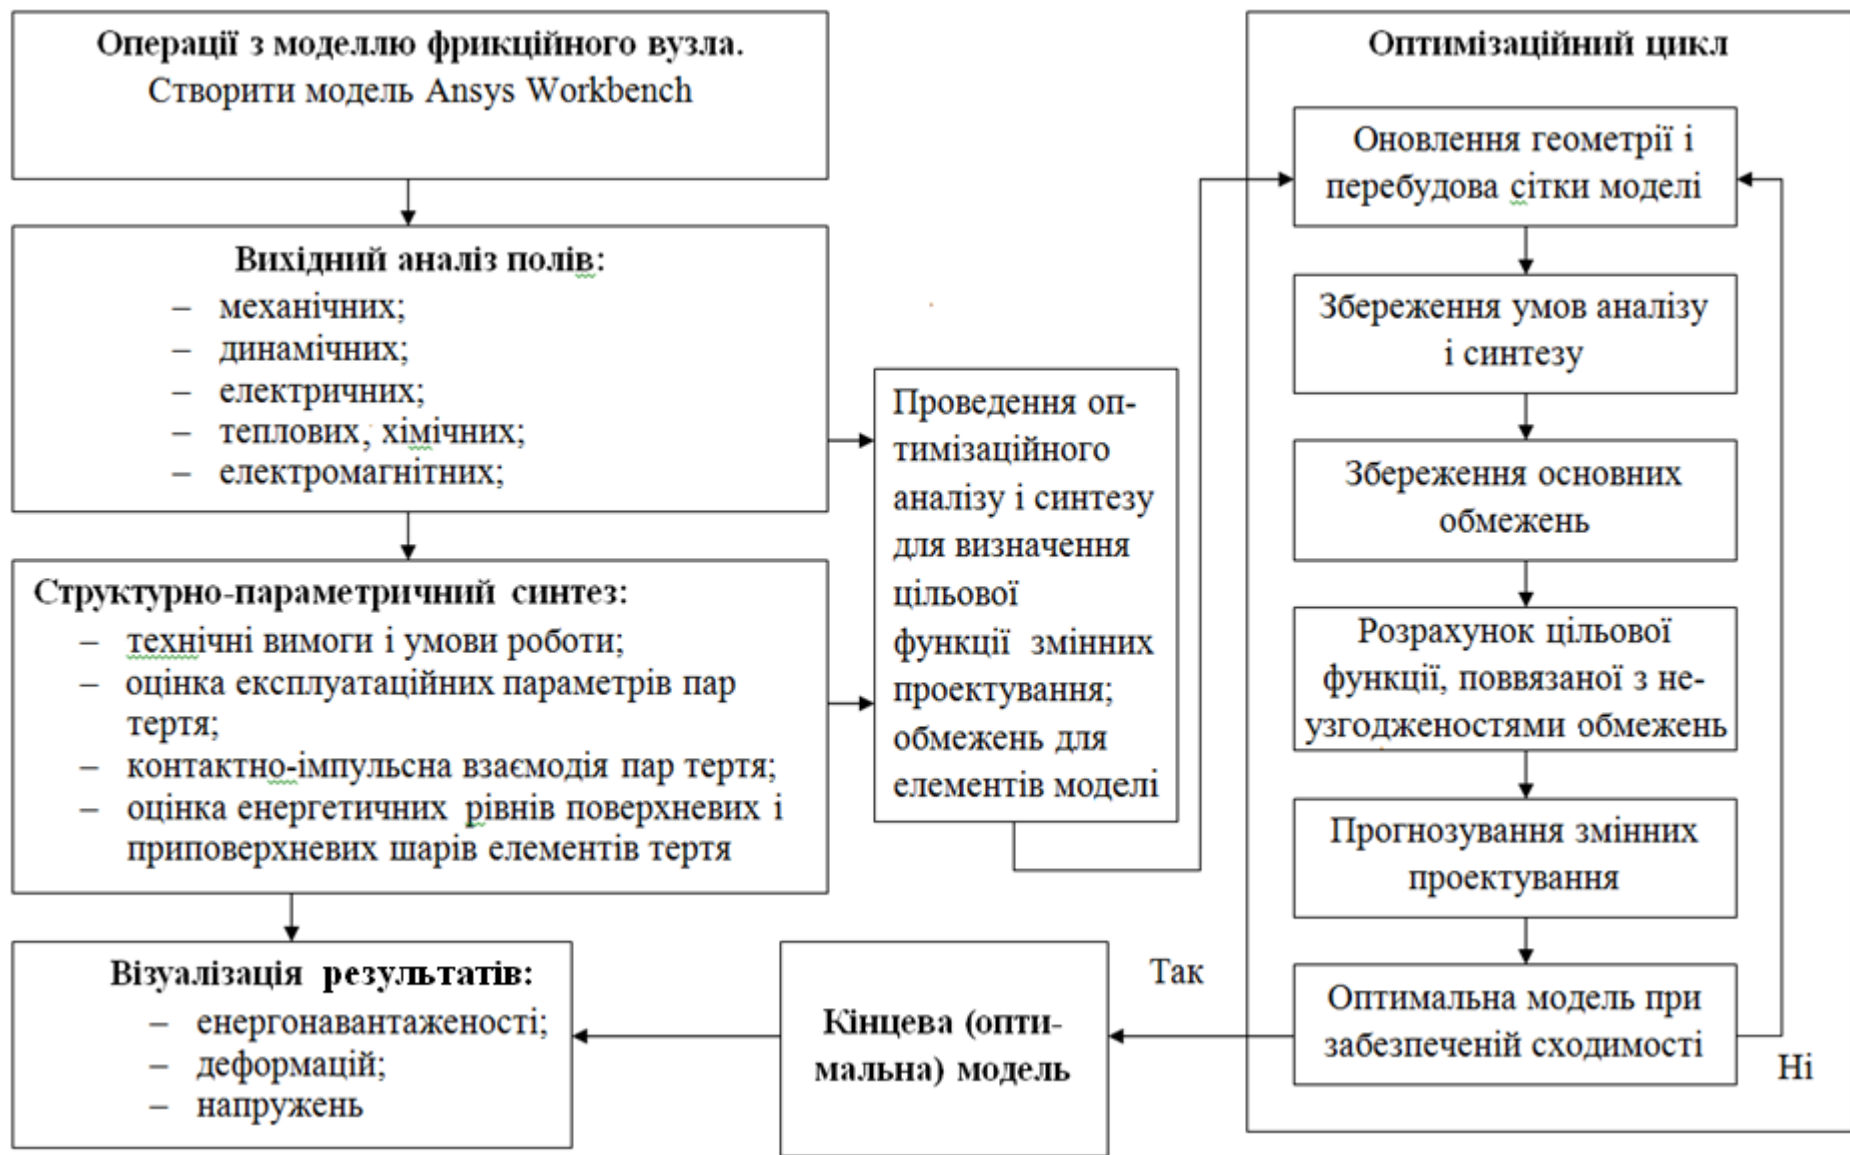 Операції з моделлю фрикційного вузла.
Створити модель Ansys Workbench
Вихідний аналіз полів:
– механічних;
– динамічних;
– електричних;
– теплових, хімічних;
– електромагнітних;
Структурно-параметричний синтез:
– технічні вимоги і умови роботи;
– оцінка експлуатаційних параметрів пар
тертя;
– контактно-імпульсна взаємодія пар тертя;
– оцінка енергетичних рівнів поверхневих і
приповерхневих шарів елементів тертя
Візуалізація результатів:
– енергонавантаженості;
– деформацій;
– напружень
Проведення оп-
тимізаційного
аналізу і синтезу
для визначення
цільової
функції змінних
проектування;
обмежень для
елементів моделі
Оптимізаційний цикл
Оновлення геометрії і
перебудова сітки моделі
Збереження умов аналізу
і синтезу
Збереження основних
обмежень
Розрахунок цільової
функції, поввязаної з не-
узгодженостями обмежень
Прогнозування змінних
проектування
Оптимальна модель при
забезпеченій сходимості
Ні
Так
Кінцева (опти-
мальна) модель